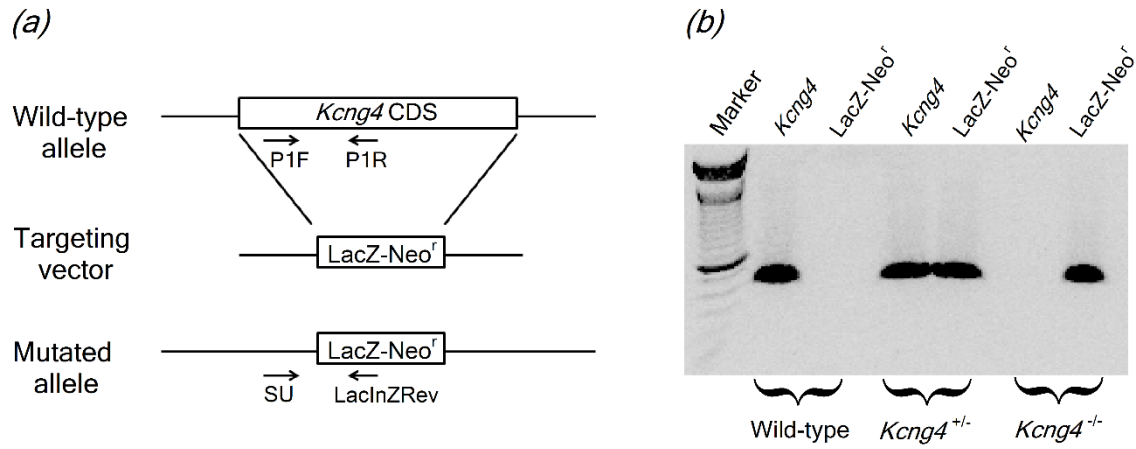 (a)
Wild-type
allele
Kcng4 CDS
P1F
P1R
Targeting
vector
LacZ-Neoʳ
Mutated
allele
LacZ-Neoʳ
SU
LacInZRev
(b)
Marker
Kcng4
LacZ-Neoʳ
Kcng4
LacZ-Neoʳ
Kcng4
LacZ-Neoʳ
Wild-type
Kcng4⁺/⁻
Kcng4⁻/⁻